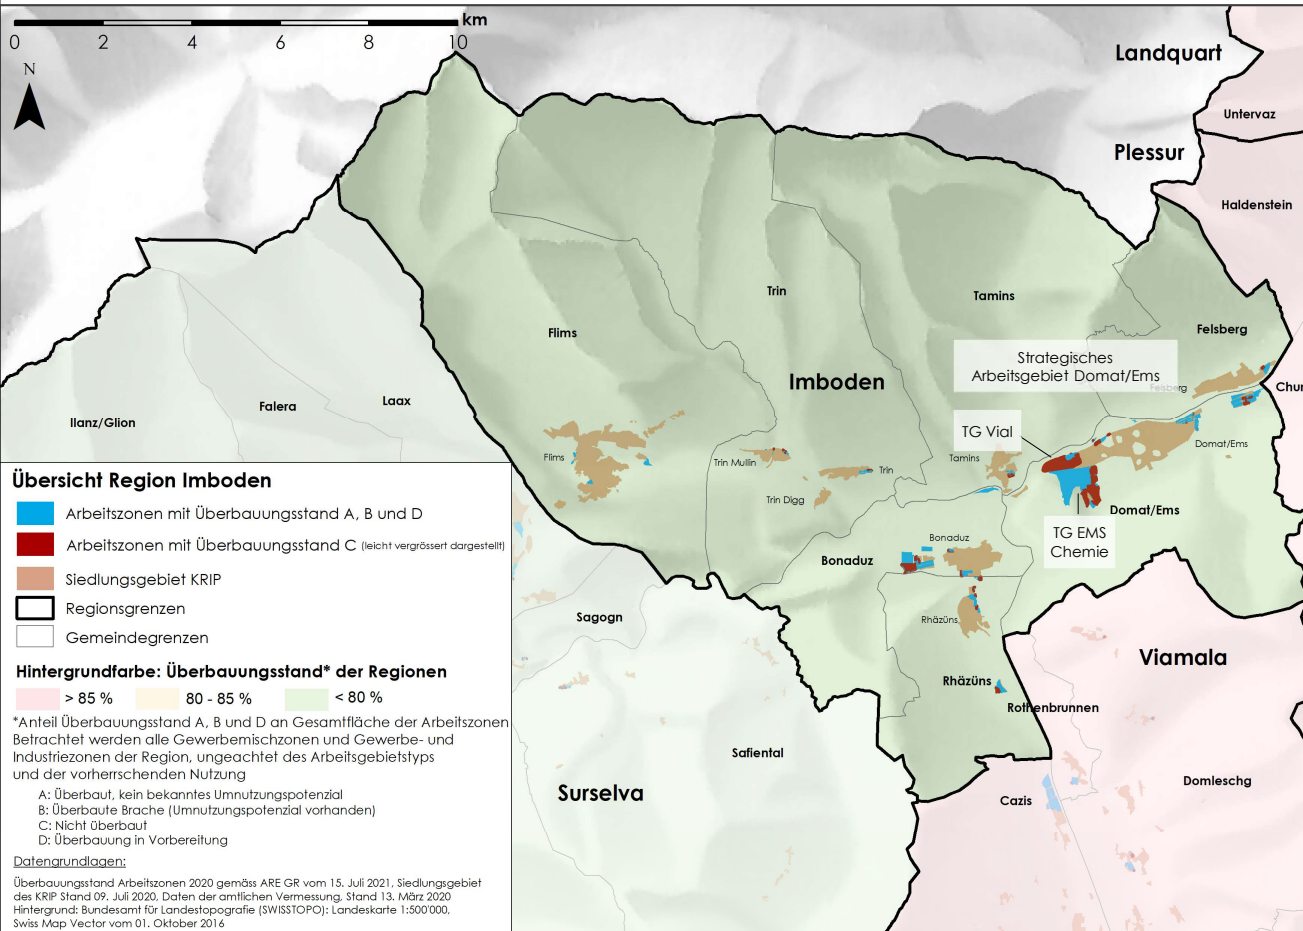 km
0 2 4 6 8 10
N
Landquart
Untervaz
Plessur
Haldenstein
Trin
Tamins
Flims
Felsberg
Strategisches
Arbeitsgebiet Domat/Ems
Imboden
Felsberg
Chur
Laax
Falera
Ilanz/Glion
TG Vial
Domat/Ems
Flims
Trin Mullin
Trin
Tamins
Trin Digg
Domat/Ems
TG EMS
Chemie
Bonaduz
Bonaduz
Sagogn
Rhäzüns
Viamala
Rhäzüns
Rothenbrunnen
Safiental
Surselva
Domleschg
Cazis
Übersicht Region Imboden
Arbeitszonen mit Überbauungsstand A, B und D
Arbeitszonen mit Überbauungsstand C (leicht vergrössert dargestellt)
Siedlungsgebiet KRIP
Regionsgrenzen
Gemeindegrenzen
Hintergrundfarbe: Überbauungsstand* der Regionen
> 85 % 80 - 85 % < 80 %
*Anteil Überbauungsstand A, B und D an Gesamtfläche der Arbeitszonen
Betrachtet werden alle Gewerbemischzonen und Gewerbe- und
Industriezonen der Region, ungeachtet des Arbeitsgebietstyps
und der vorherrschenden Nutzung
A: Überbaut, kein bekanntes Umnutzungspotenzial
B: Überbaute Brache (Umnutzungspotenzial vorhanden)
C: Nicht überbaut
D: Überbauung in Vorbereitung
Datengrundlagen:
Überbauungsstand Arbeitszonen 2020 gemäss ARE GR vom 15. Juli 2021, Siedlungsgebiet
des KRIP Stand 09. Juli 2020, Daten der amtlichen Vermessung, Stand 13. März 2020
Hintergrund: Bundesamt für Landestopografie (SWISSTOPO): Landeskarte 1:500'000,
Swiss Map Vector vom 01. Oktober 2016